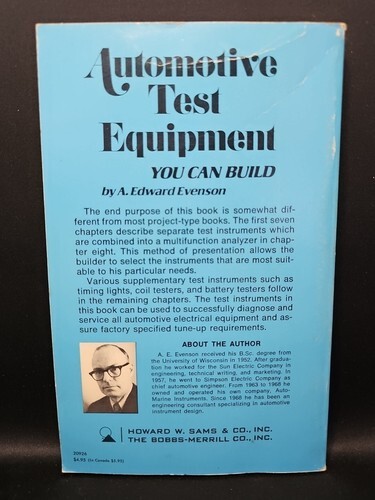 Automotive
Test
Equipment
YOU CAN BUILD
by A. Edward Evenson
The end purpose of this book is somewhat dif-
ferent from most project-type books. The first seven
chapters describe separate test instruments which
are combined into a multifunction analyzer in chap-
ter eight. This method of presentation allows the
builder to select the instruments that are most suit-
able to his particular needs.
Various supplementary test instruments such as
timing lights, coil testers, and battery testers follow
in the remaining chapters. The test instruments in
this book can be used to successfully diagnose and
service all automotive electrical equipment and as-
sure factory specified tune-up requirements.
ABOUT THE AUTHOR
A. E. Evenson received his B.Sc. degree from
the University of Wisconsin in 1952. After gradua-
tion he worked for the Sun Electric Company in
engineering, technical writing, and marketing. In
1957, he went to Simpson Electric Company as
chief automotive engineer. From 1963 to 1968 he
owned and operated his own company, Auto-
Marine Instruments. Since 1968 he has been an
engineering consultant specializing in automotive
instrument design.
HOWARD W. SAMS & CO., INC.
THE BOBBS-MERRILL CO., INC.
20926
$4.95 (In Canada $5.95)